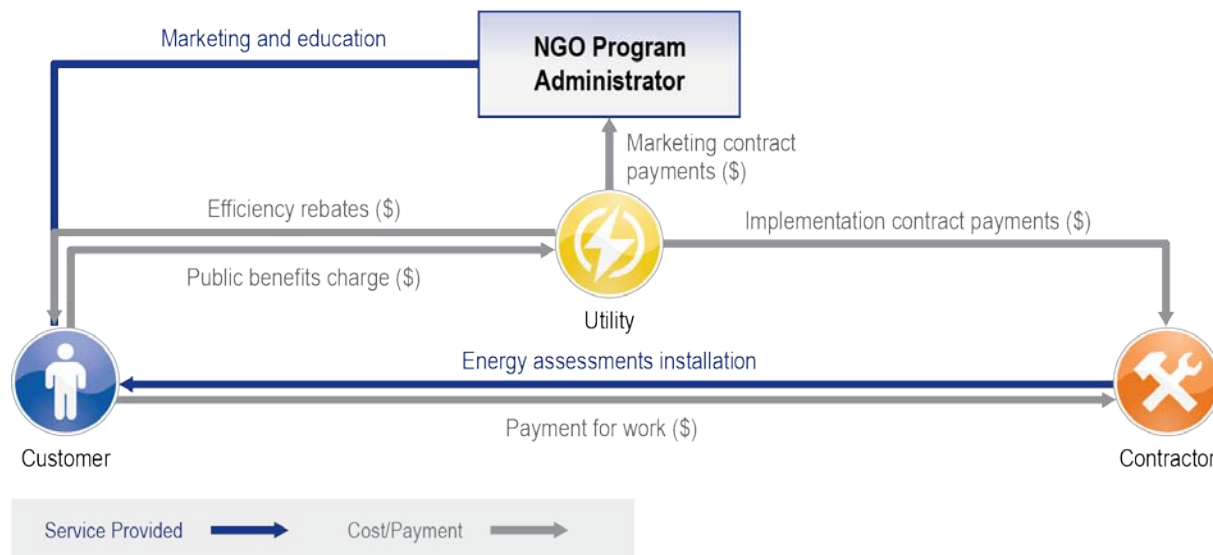 Marketing and education
NGO Program
Administrator
Marketing contract
payments ($)
Efficiency rebates ($)
Implementation contract payments ($)
Public benefits charge ($)
Utility
Energy assessments installation
Payment for work ($)
Customer
Contractor
Service Provided
Cost/Payment